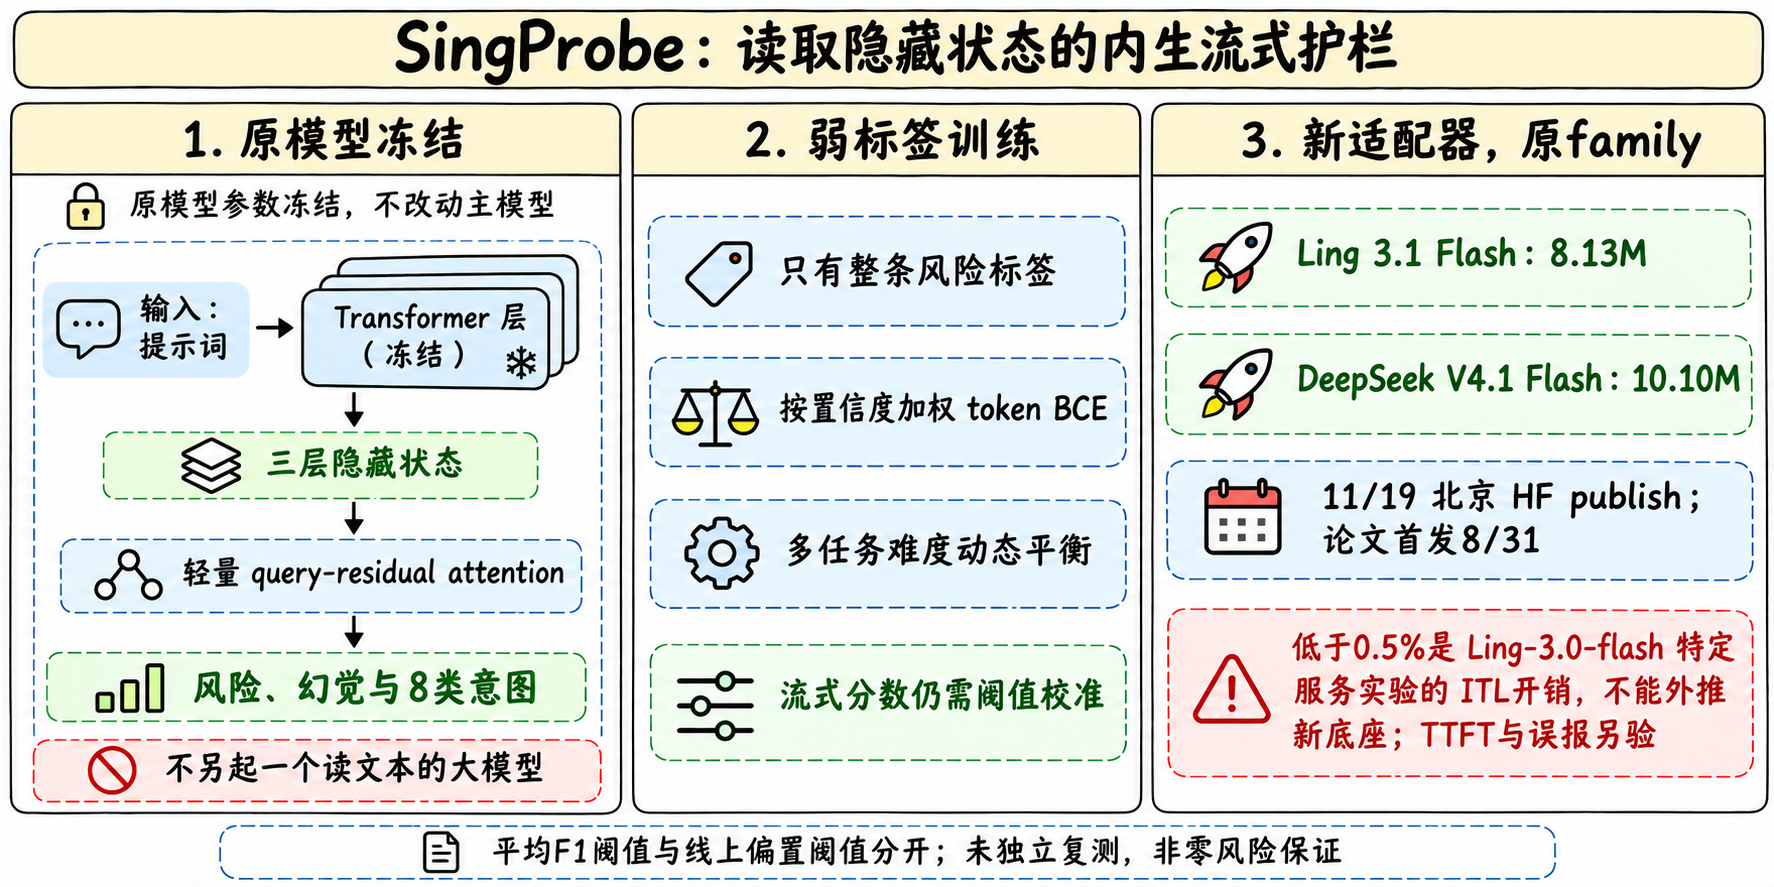 SingProbe：读取隐藏状态的内生流式护栏
1. 原模型冻结
原模型参数冻结，不改动主模型
输入：
提示词
Transformer 层
（冻结）
三层隐藏状态
轻量 query-residual attention
风险、幻觉与8类意图
不另起一个读文本的大模型
2. 弱标签训练
只有整条风险标签
按置信度加权 token BCE
多任务难度动态平衡
流式分数仍需阈值校准
3. 新适配器，原family
Ling 3.1 Flash：8.13M
DeepSeek V4.1 Flash：10.10M
11/19 北京 HF publish；
论文首发8/31
低于0.5%是 Ling-3.0-flash 特定
服务实验的 ITL开销，不能外推
新底座；TTFT与误报另验
平均F1阈值与线上偏置阈值分开；未独立复测，非零风险保证